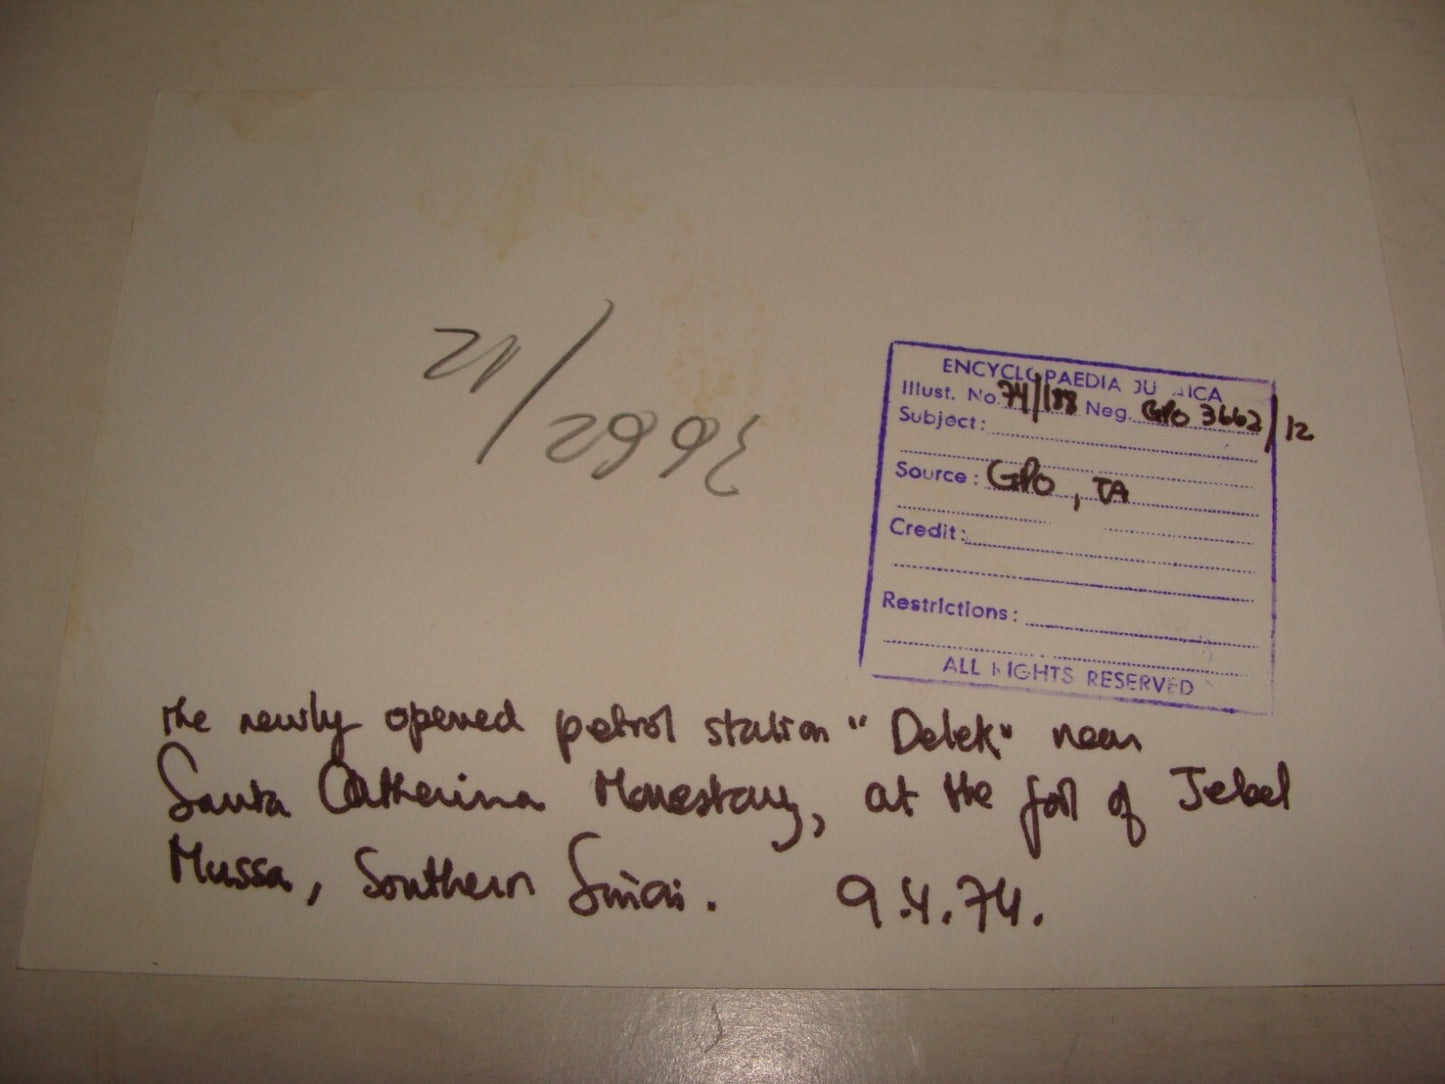 3662/12
ENCYCLOPAEDIA JU AICA
Illust. No. 74/188 Neg. GPO 3662/12
Subject:
Source: GPO, TA
Credit:
Restrictions:
ALL RIGHTS RESERVED
The newly opened petrol station "Delek" near
Santa Catherina Monestary, at the foot of Jebel
Mussa, Southern Sinai. 9.4.74.